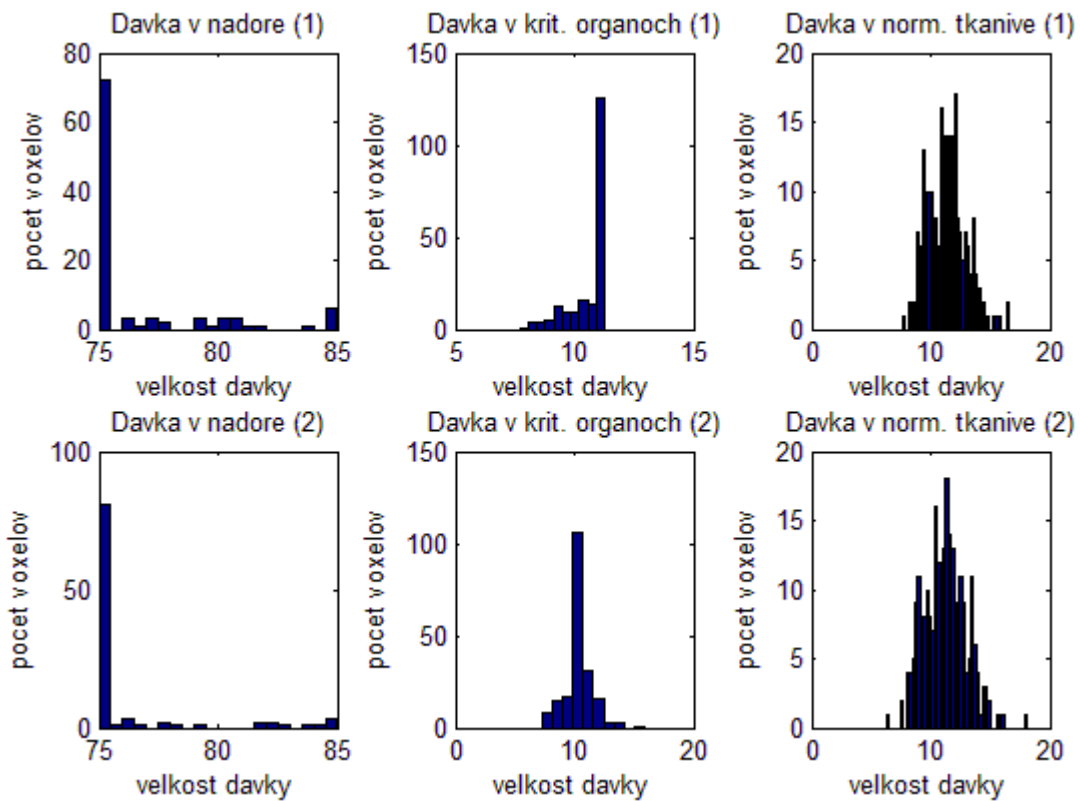 Davka v nadore (1)
80
60
40
20
0
pocet voxelov
75 80 85
velkost davky
Davka v krit. organoch (1)
150
100
50
0
pocet voxelov
5 10 15
velkost davky
Davka v norm. tkanive (1)
20
15
10
5
0
pocet voxelov
0 10 20
velkost davky
Davka v nadore (2)
100
50
0
pocet voxelov
75 80 85
velkost davky
Davka v krit. organoch (2)
150
100
50
0
pocet voxelov
0 10 20
velkost davky
Davka v norm. tkanive (2)
20
15
10
5
0
pocet voxelov
0 10 20
velkost davky